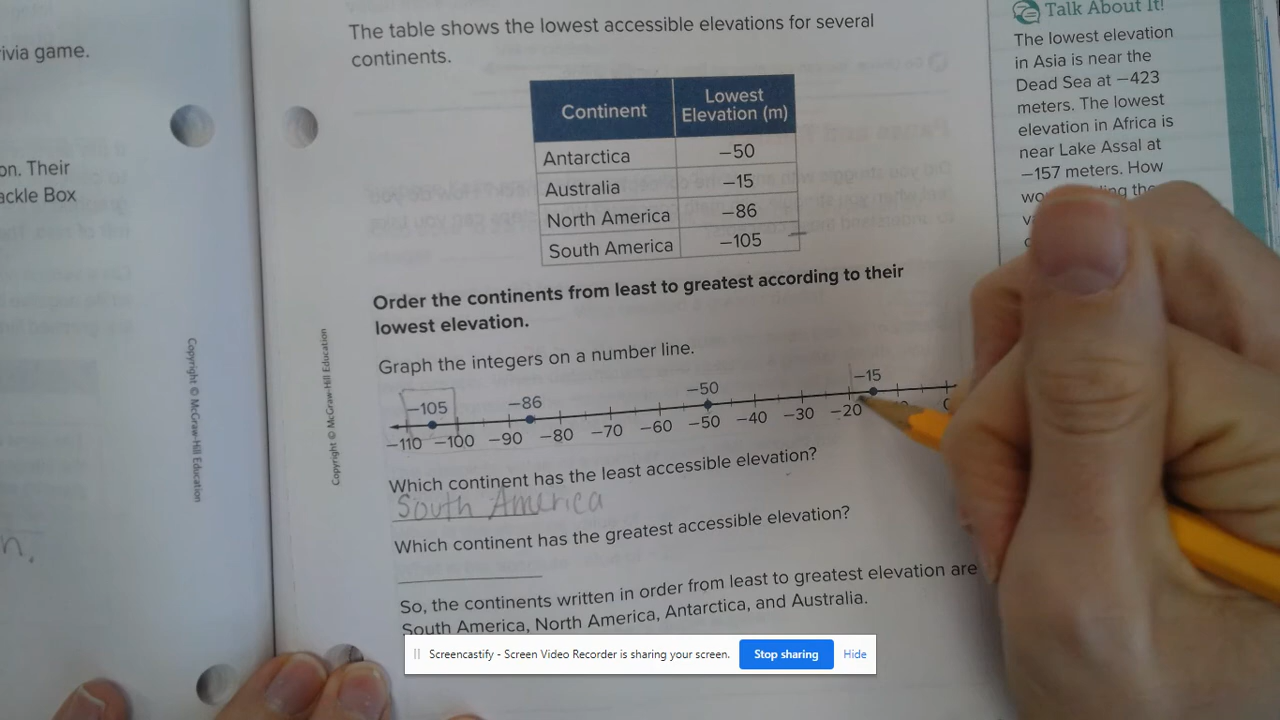 ivia game.
on. Their
ackle Box
n.
Copyright © McGraw-Hill Education
Copyright © McGraw-Hill Education
The table shows the lowest accessible elevations for several
continents.
Continent Lowest Elevation (m)
Antarctica −50
Australia −15
North America −86
South America −105
Order the continents from least to greatest according to their
lowest elevation.
Graph the integers on a number line.
−105 −86 −50 −15
−110 −100 −90 −80 −70 −60 −50 −40 −30 −20
Which continent has the least accessible elevation?
South America
Which continent has the greatest accessible elevation?
So, the continents written in order from least to greatest elevation are
South America, North America, Antarctica, and Australia.
Talk About It!
The lowest elevation
in Asia is near the
Dead Sea at −423
meters. The lowest
elevation in Africa is
near Lake Assal at
−157 meters. How
Screencastify - Screen Video Recorder is sharing your screen. Stop sharing Hide